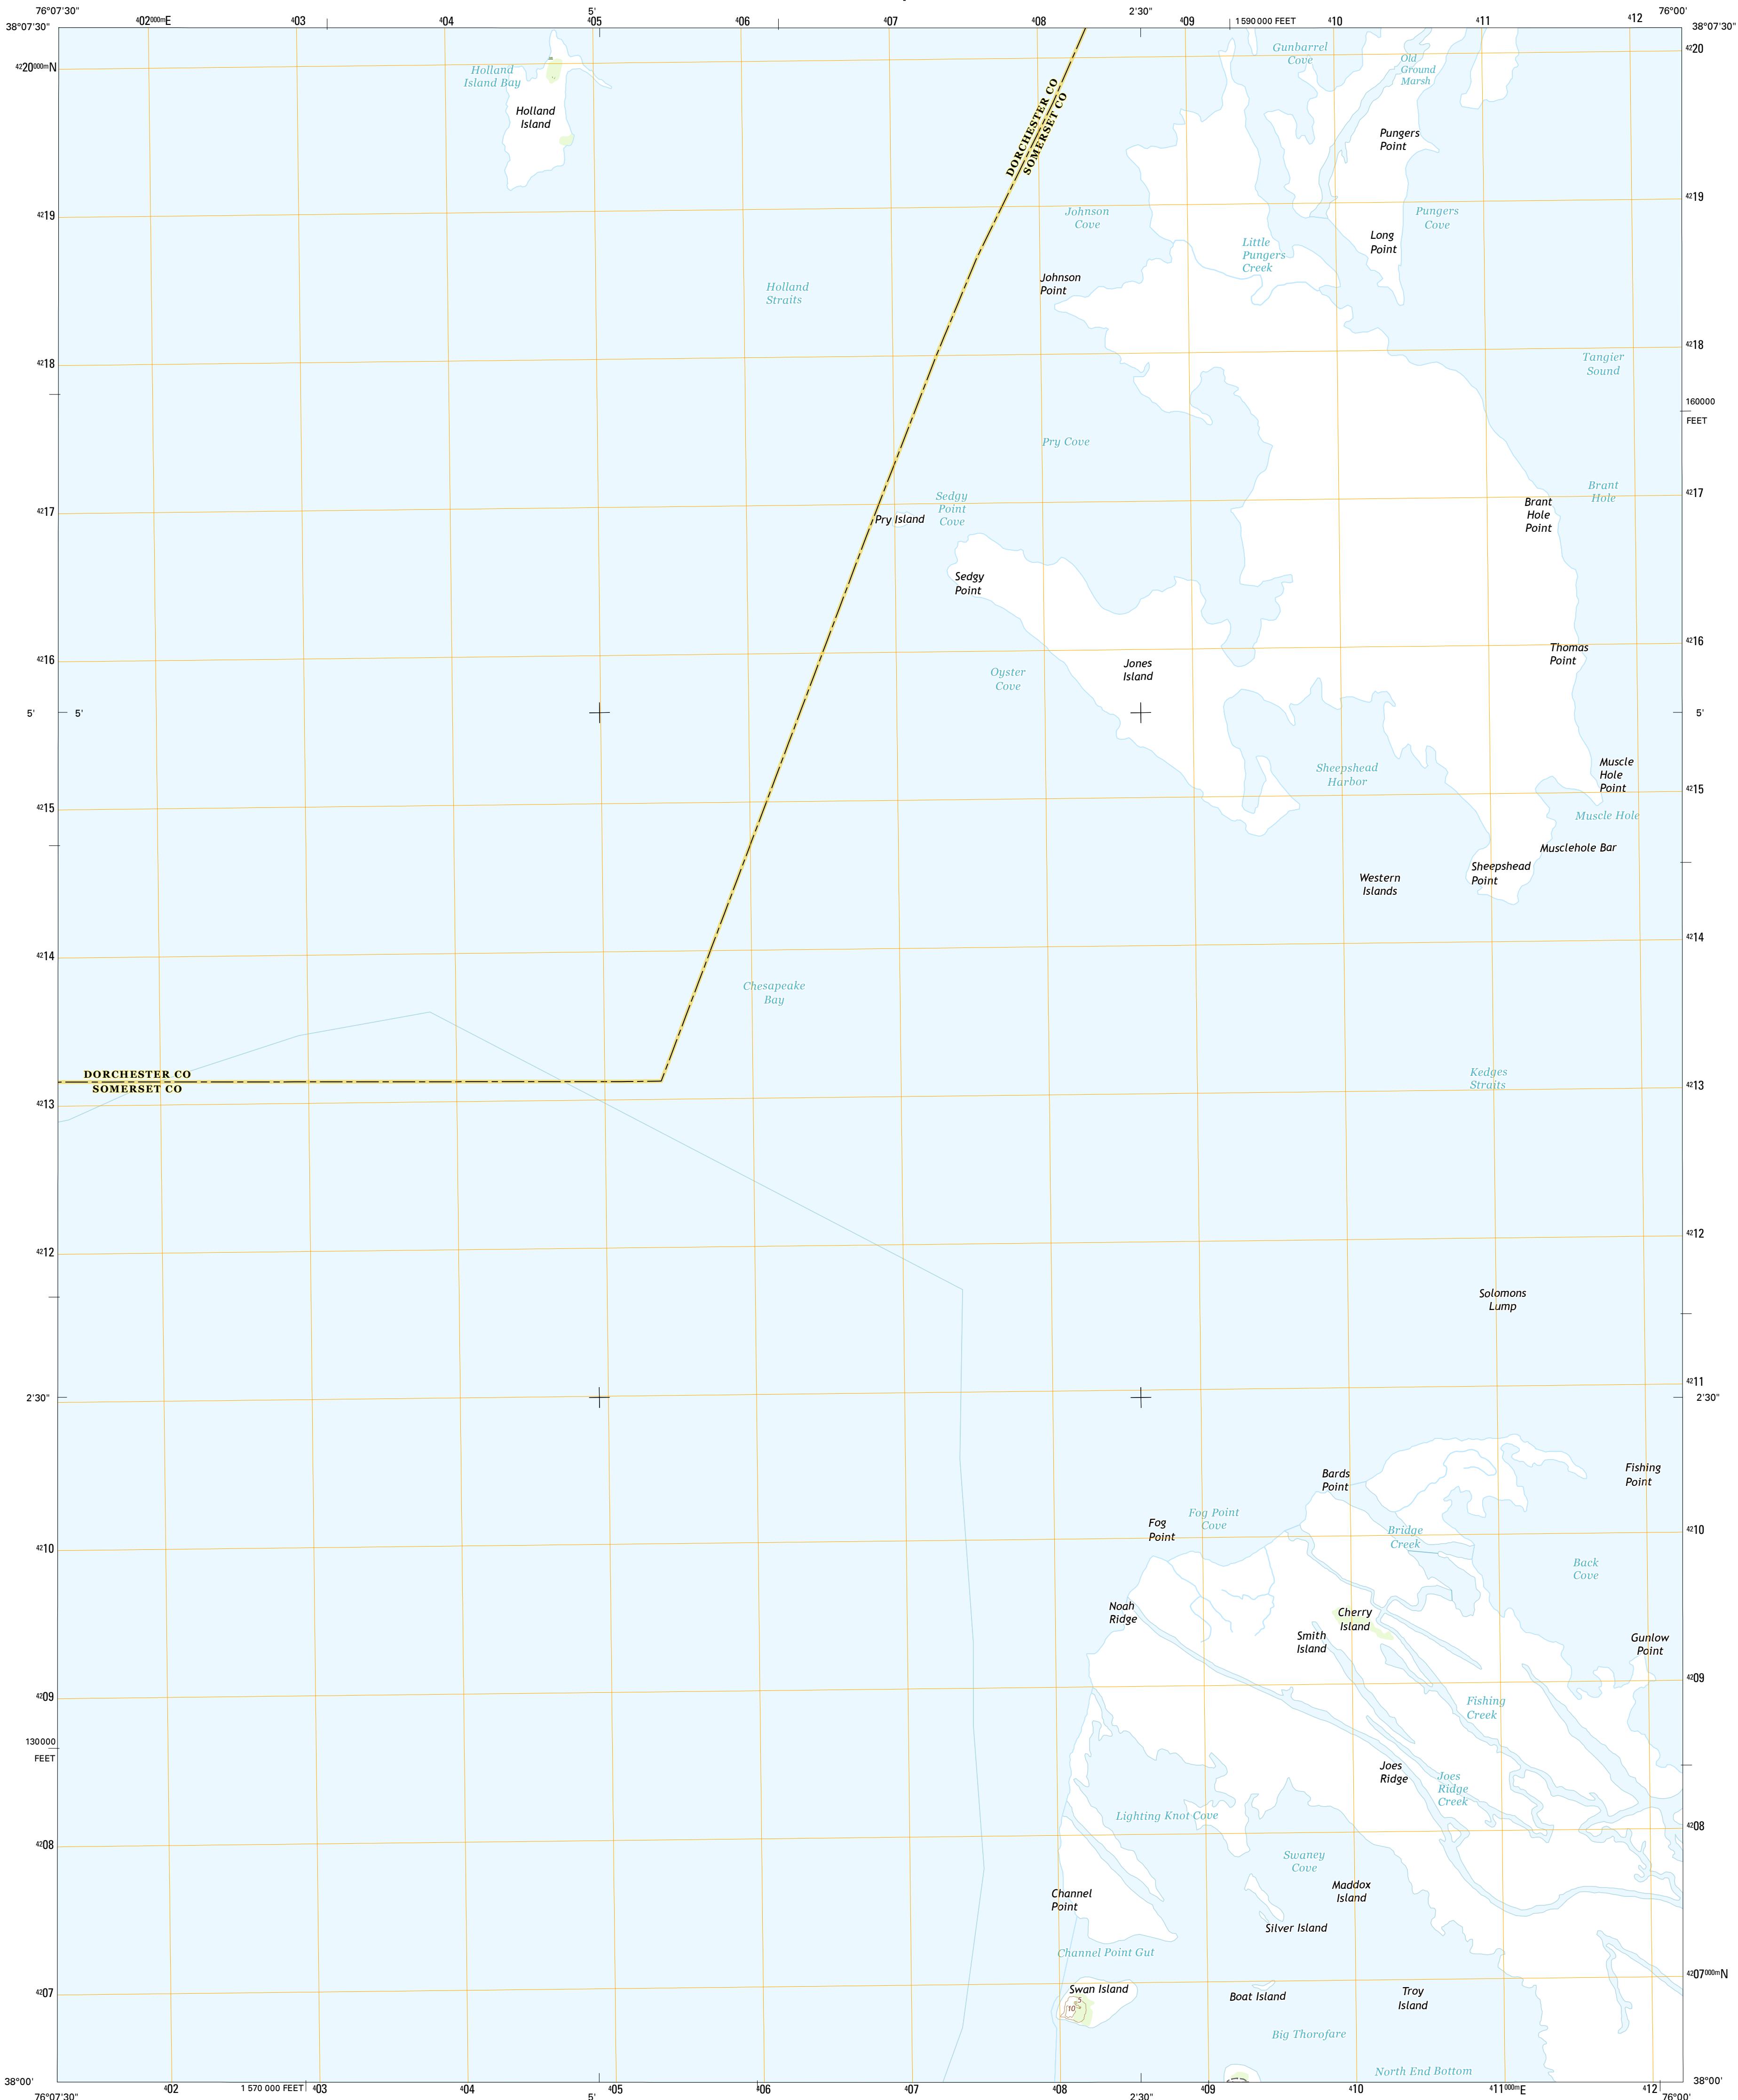 76°07'30"
402000mE
403
5'
405
406
407
408
2'30"
409
1 590 000 FEET
410
411
412
76°00'
38°07'30"
38°07'30"
4220000mN
4220
Holland
Island Bay
Holland
Island
DORCHESTER CO
SOMERSET CO
Gunbarrel
Cove
Old
Ground
Marsh
Pungers
Point
4219
4219
Johnson
Cove
Pungers
Cove
Long
Point
Little
Pungers
Creek
Johnson
Point
Holland
Straits
4218
4218
Tangier
Sound
160000
FEET
Pry Cove
4217
4217
Sedgy
Point
Cove
Pry Island
Brant
Hole
Brant
Hole
Point
Sedgy
Point
4216
4216
Thomas
Point
Jones
Island
Oyster
Cove
5'
5'
5'
Sheepshead
Harbor
Muscle
Hole
Point
4215
4215
Muscle Hole
Musclehole Bar
Sheepshead
Point
Western
Islands
4214
4214
Chesapeake
Bay
DORCHESTER CO
SOMERSET CO
Kedges
Straits
4213
4213
4212
4212
Solomons
Lump
4211
2'30"
2'30"
Bards
Point
Fishing
Point
Fog Point
Cove
Fog
Point
Bridge
Creek
4210
4210
Back
Cove
Noah
Ridge
Cherry
Island
Smith
Island
Gunlow
Point
4209
4209
Fishing
Creek
130000
FEET
Joes
Ridge
Joes
Ridge
Creek
Lighting Knot Cove
4208
4208
Swaney
Cove
Maddox
Island
Channel
Point
Silver Island
Channel Point Gut
4207
4207000mN
Swan Island
5
10
Boat Island
Troy
Island
Big Thorofare
North End Bottom
38°00'
38°00'
76°07'30"
402
1 570 000 FEET
403
404
5'
405
406
407
408
2'30"
409
410
411000mE
412
76°00'